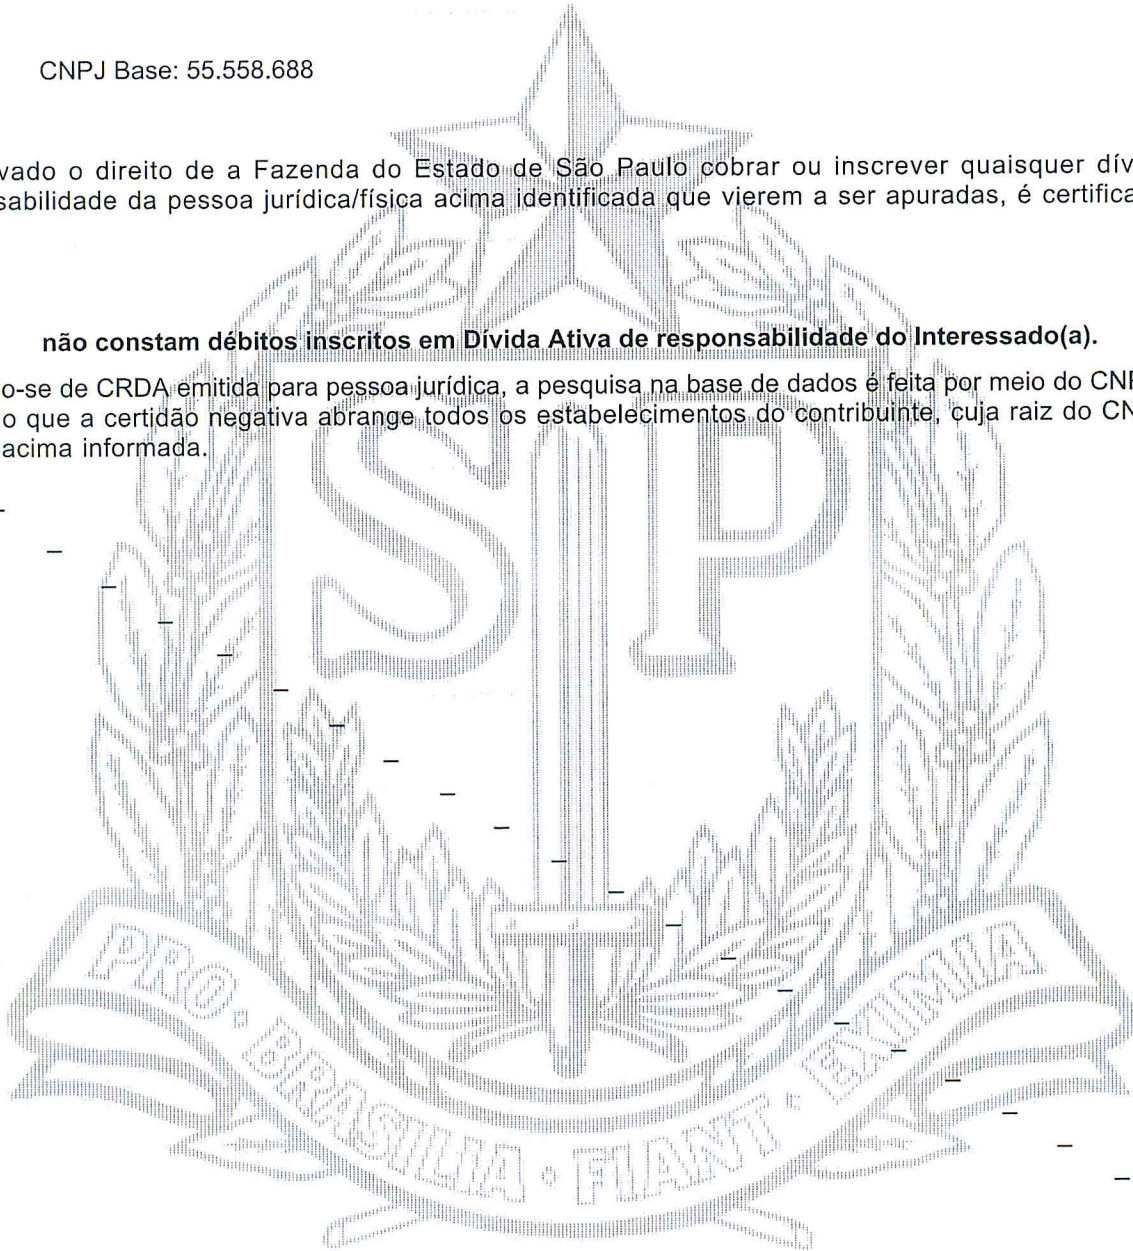 CNPJ Base: 55.558.688
vado o direito de a Fazenda do Estado de São Paulo cobrar ou inscrever quaisquer dív
sabilidade da pessoa jurídica/física acima identificada que vierem a ser apuradas, é certifica
não constam débitos inscritos em Dívida Ativa de responsabilidade do Interessado(a).
o-se de CRDA emitida para pessoa jurídica, a pesquisa na base de dados é feita por meio do CNP
o que a certidão negativa abrange todos os estabelecimentos do contribuinte, cuja raiz do CN
acima informada.
SP
PRO · BRASILIA · FIANT · EXIMIA